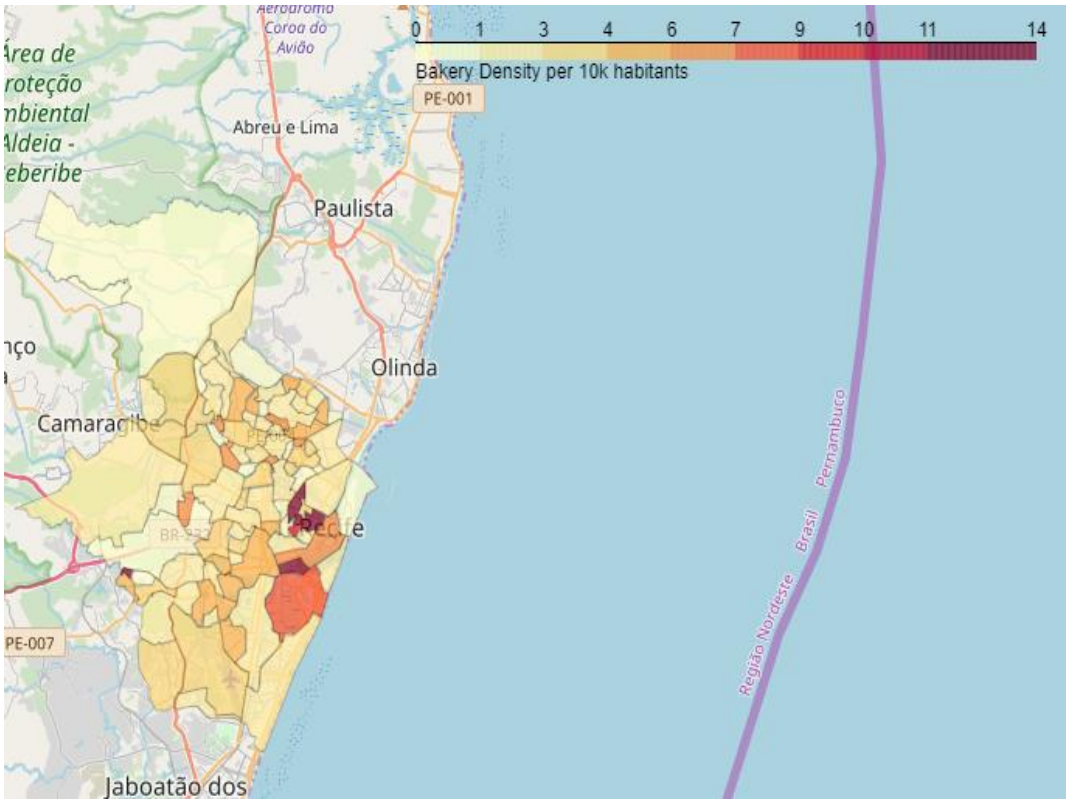 Aeródromo
Coroa do
Avião
0 1 3 4 6 7 9 10 11 14
Bakery Density per 10k habitants
Área de
roteção
mbiental
Aldeia -
eberibe
PE-001
Abreu e Lima
Paulista
nço
a
Olinda
Camaragibe
Recife
PE-007
Jaboatão dos
Pernambuco
Brasil
Região Nordeste